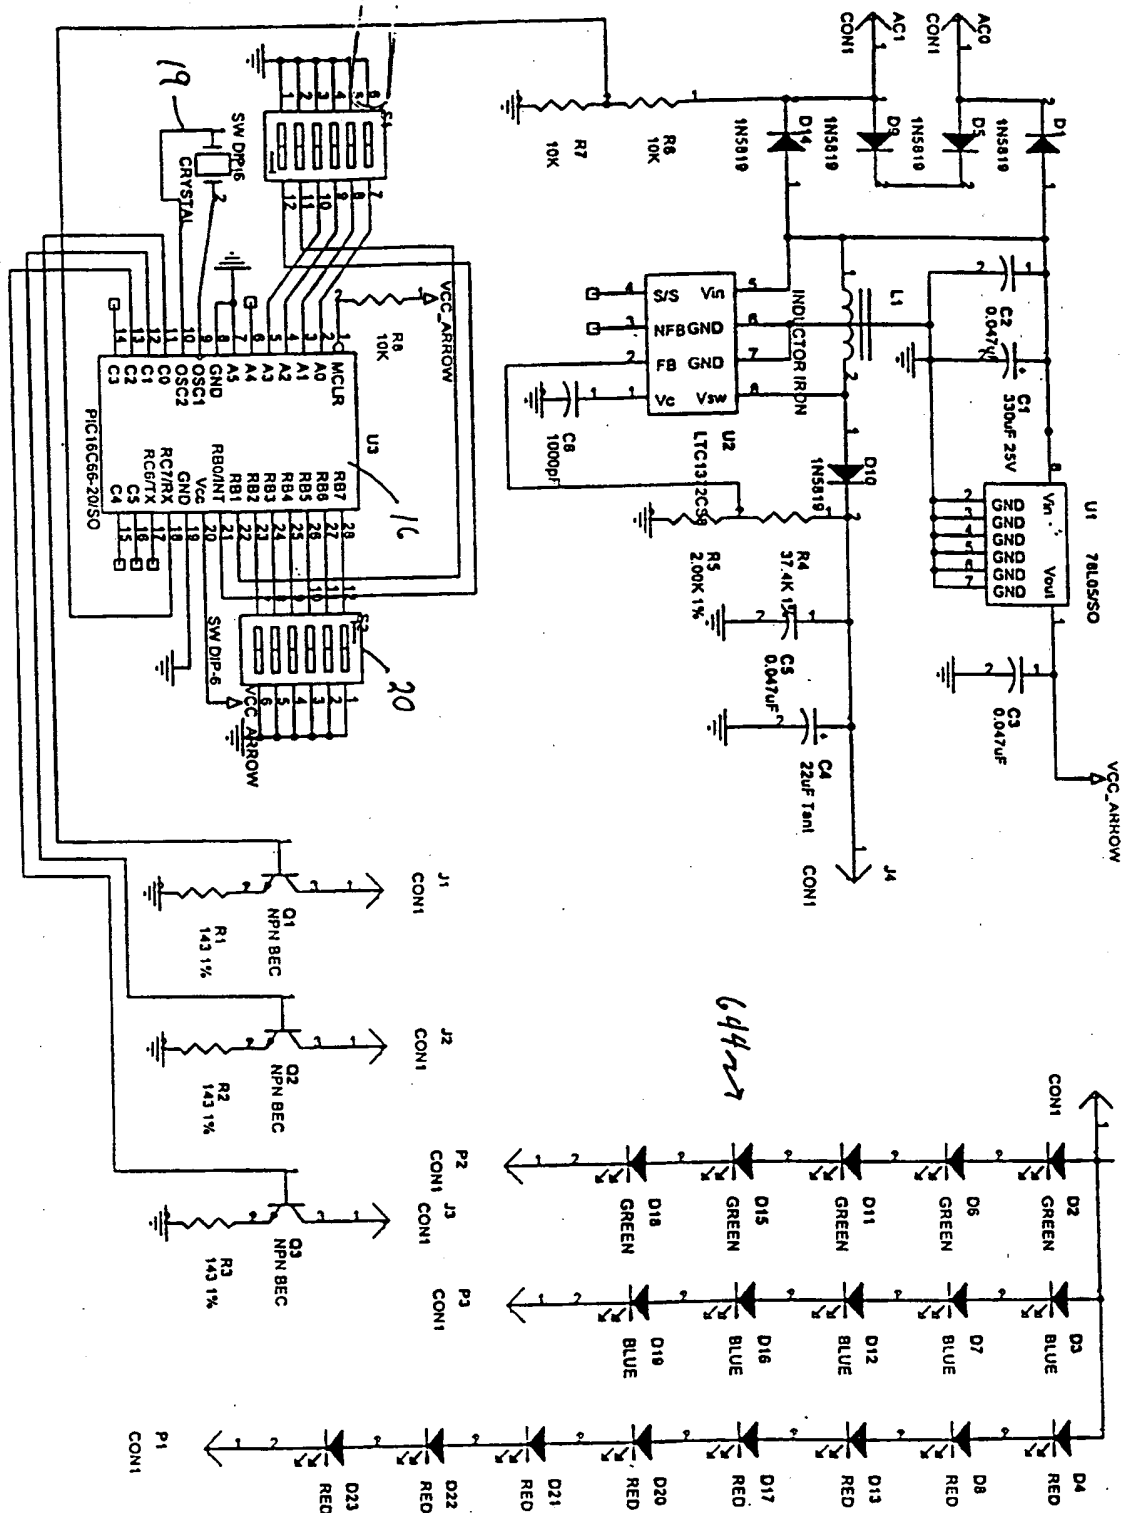 AC0
CON1
AC1
CON1
D1
1N5819
D5
1N5819
D9
1N5819
D14
1N5819
R6
10K
R7
10K
C2
0.047uF
C1
330uF 25V
U1
78L05/SO
Vin
GND
GND
GND
GND
GND
GND
Vout
C3
0.047uF
VCC_ARROW
L1
INDUCTOR IRON
S/S
Vin
NFB
GND
FB
GND
Vc
Vsw
U2
LTC1372CS8
C6
1000pF
D10
1N5819
R4
37.4K 1%
R5
2.00K 1%
C5
0.047uF
C4
22uF Tant
J4
CON1
19
S1
SW DIP16
CRYSTAL
VCC_ARROW
R8
10K
U3
MCLR
A0
A1
A2
A3
A4
A5
GND
OSC1
OSC2
C0
C1
C2
C3
RB7
RB6
RB5
RB4
RB3
RB2
RB1
RB0/INT
Vcc
GND
RC7/RX
RC6/TX
C5
C4
PIC16C66-20/SO
16
S2
SW DIP-6
20
VCC_ARROW
J1
CON1
Q1
NPN BEC
R1
143 1%
J2
CON1
Q2
NPN BEC
R2
143 1%
J3
CON1
Q3
NPN BEC
R3
143 1%
644
CON1
D2
GREEN
D6
GREEN
D11
GREEN
D15
GREEN
D18
GREEN
P2
CON1
D3
BLUE
D7
BLUE
D12
BLUE
D16
BLUE
D19
BLUE
P3
CON1
D4
RED
D8
RED
D13
RED
D17
RED
D20
RED
D21
RED
D22
RED
D23
RED
P1
CON1